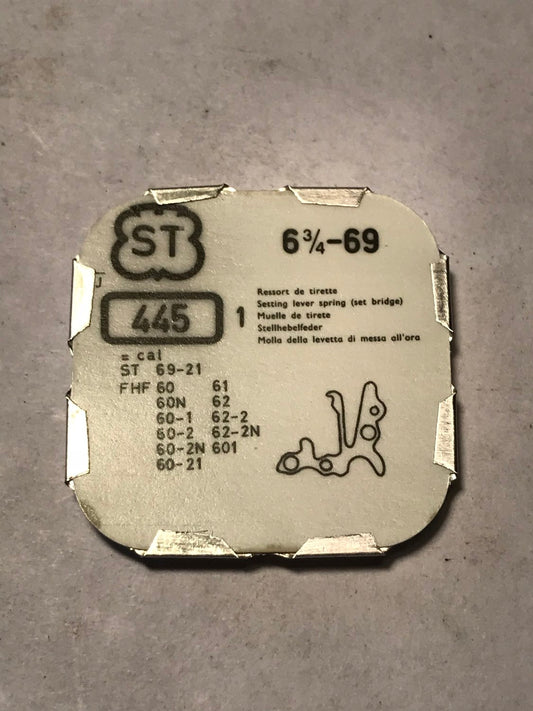 ST
6¾-69
445
1
Ressort de tirette
Setting lever spring (set bridge)
Muelle de tirete
Stellhebelfeder
Molla della levetta di messa all'ora
= cal
ST 69-21
FHF 60 61
60N 62
60-1 62-2
60-2 62-2N
60-2N 601
60-21